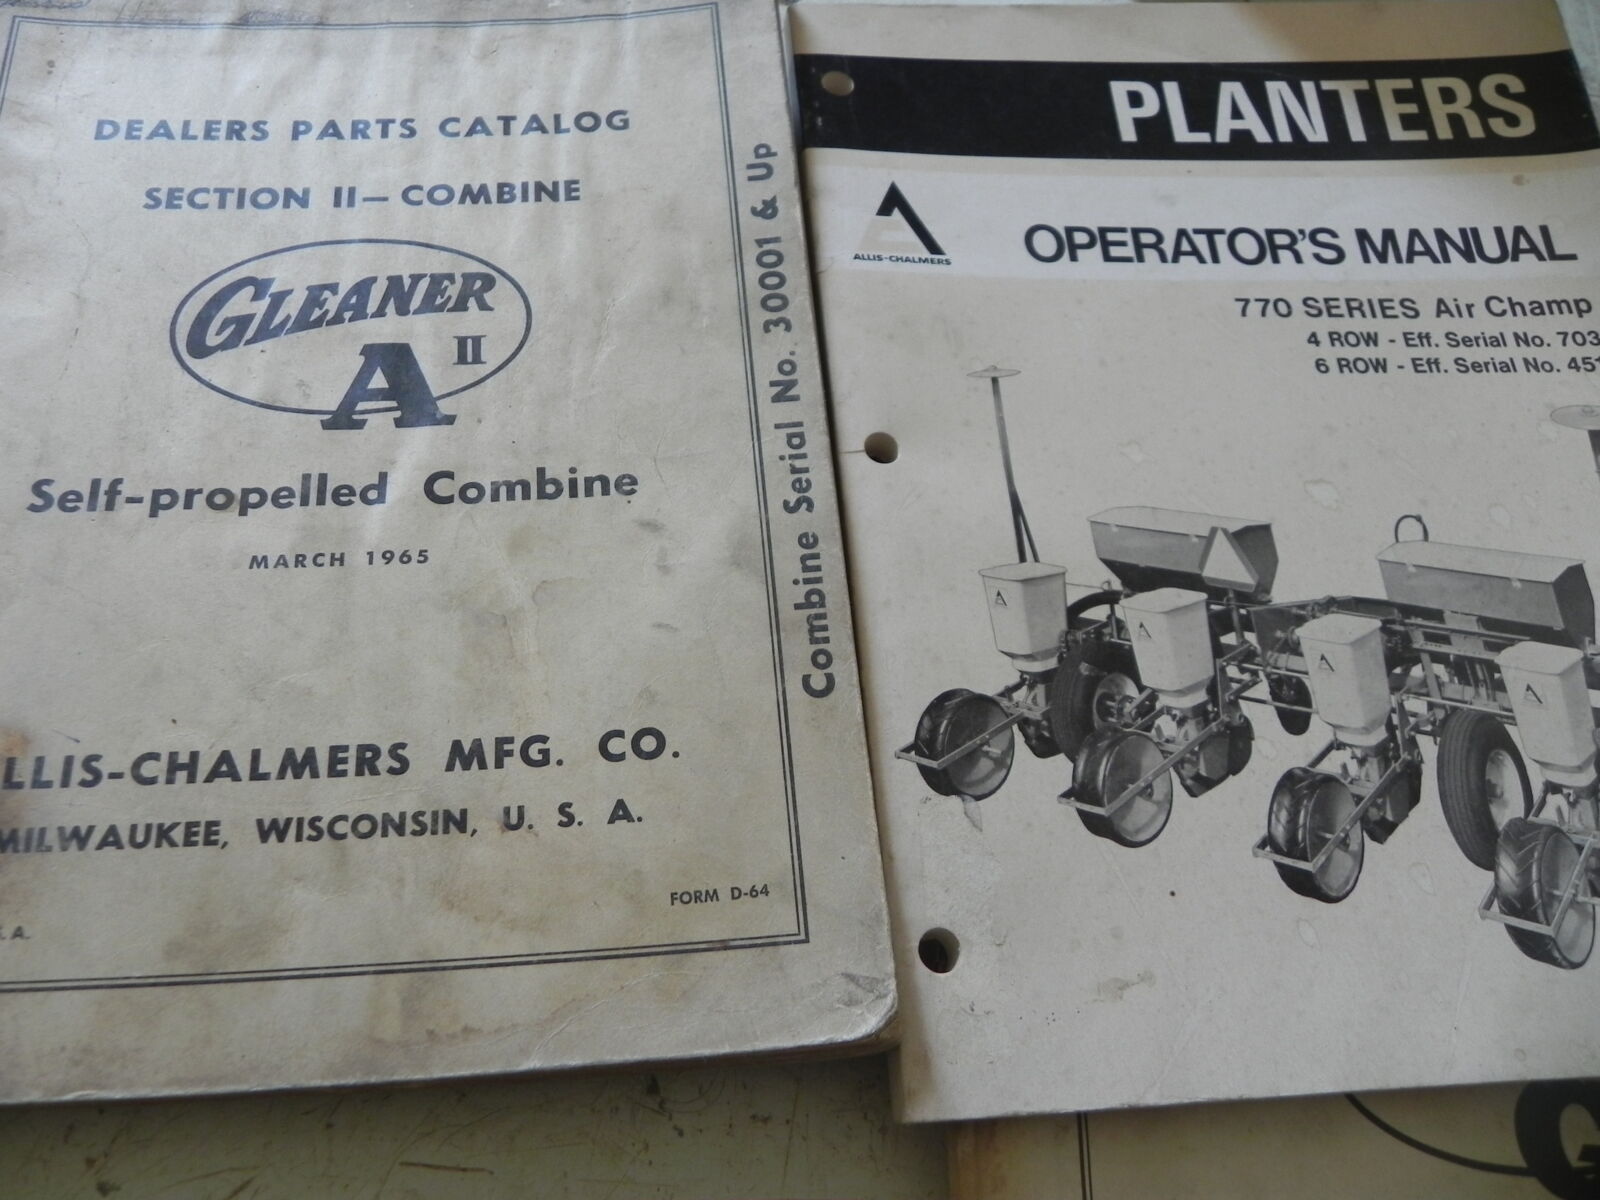 DEALERS PARTS CATALOG
SECTION II — COMBINE
GLEANER
A II
Self-propelled Combine
MARCH 1965
LLIS-CHALMERS MFG. CO.
MILWAUKEE, WISCONSIN, U. S. A.
FORM D-64
. A.
Combine Serial No. 30001 & Up
PLANTERS
ALLIS-CHALMERS
OPERATOR'S MANUAL
770 SERIES Air Champ
4 ROW - Eff. Serial No. 703
6 ROW - Eff. Serial No. 451